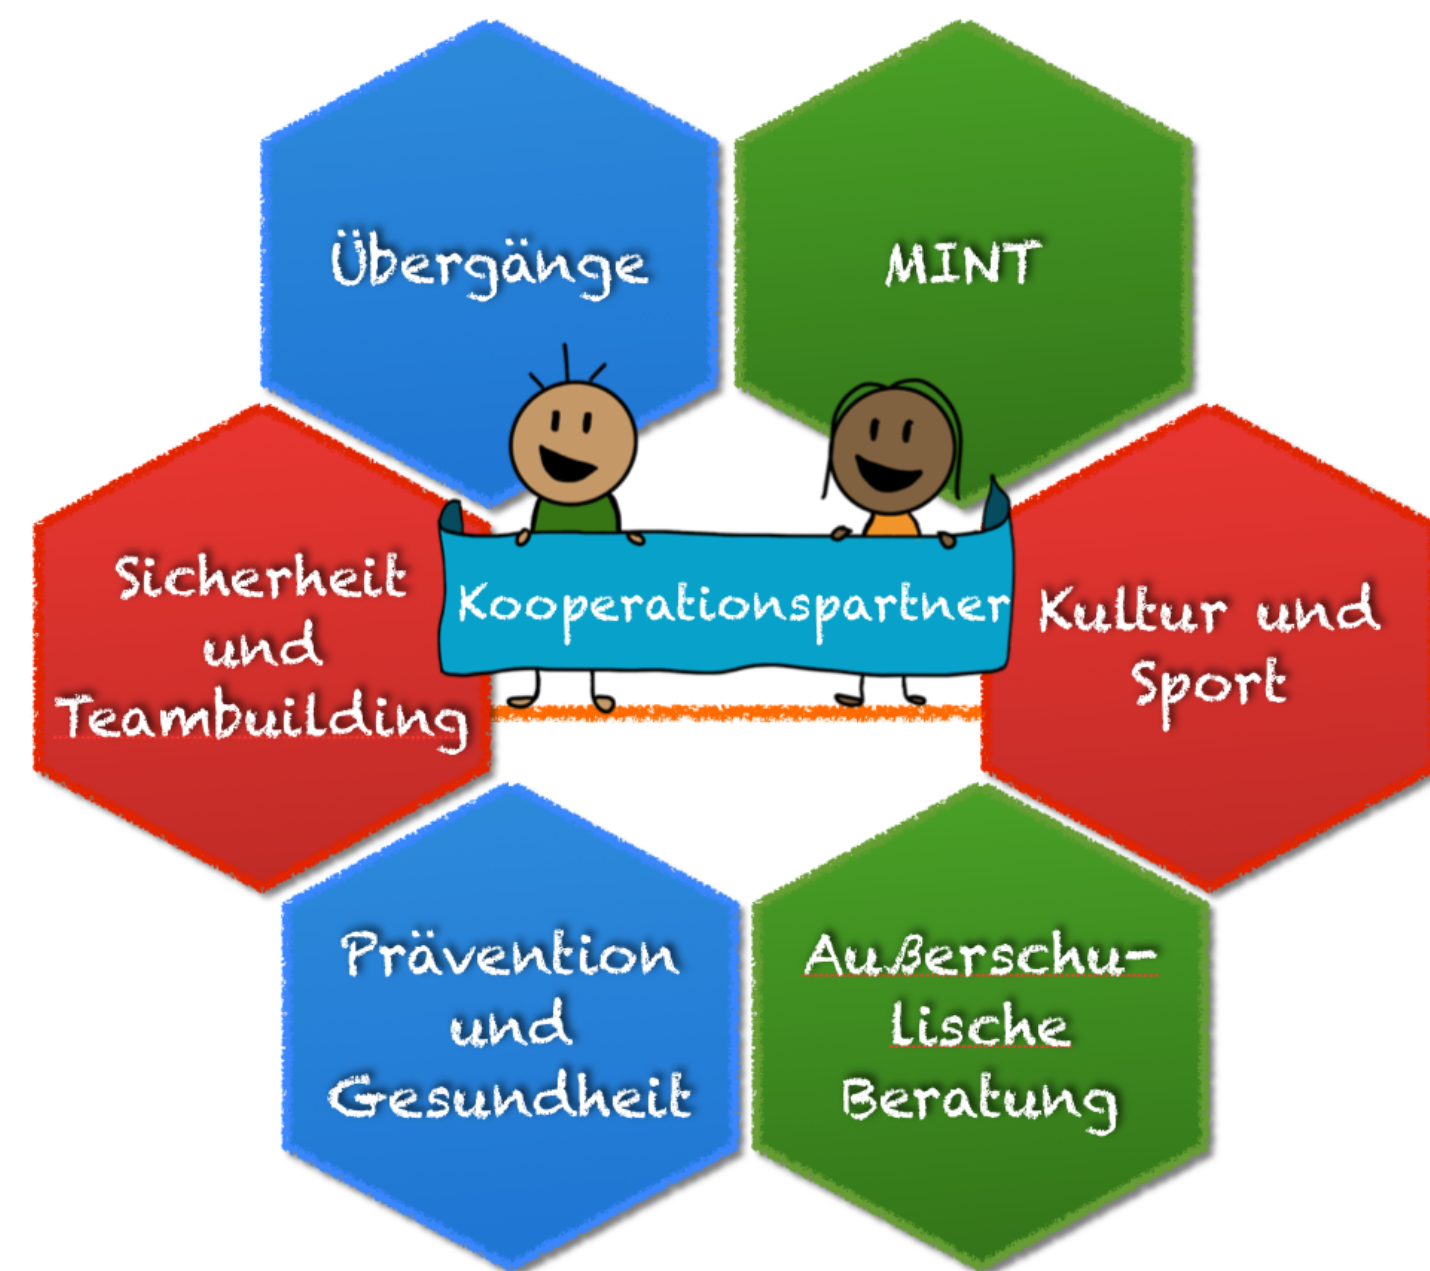 Übergänge
MINT
Sicherheit
und
Teambuilding
Kooperationspartner
Kultur und
Sport
Prävention
und
Gesundheit
Außerschu-
lische
Beratung